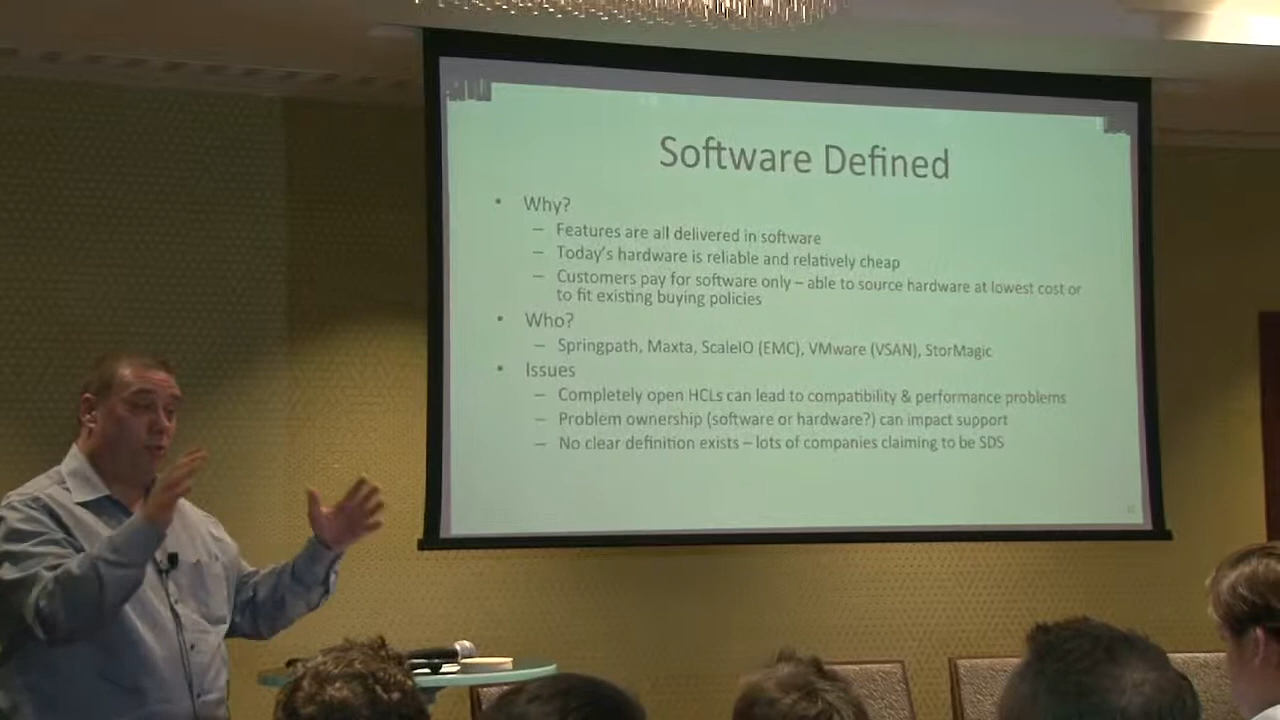 Software Defined
• Why?
– Features are all delivered in software
– Today's hardware is reliable and relatively cheap
– Customers pay for software only – able to source hardware at lowest cost or
to fit existing buying policies
• Who?
– Springpath, Maxta, ScaleIO (EMC), VMware (VSAN), StorMagic
• Issues
– Completely open HCLs can lead to compatibility & performance problems
– Problem ownership (software or hardware?) can impact support
– No clear definition exists – lots of companies claiming to be SDS